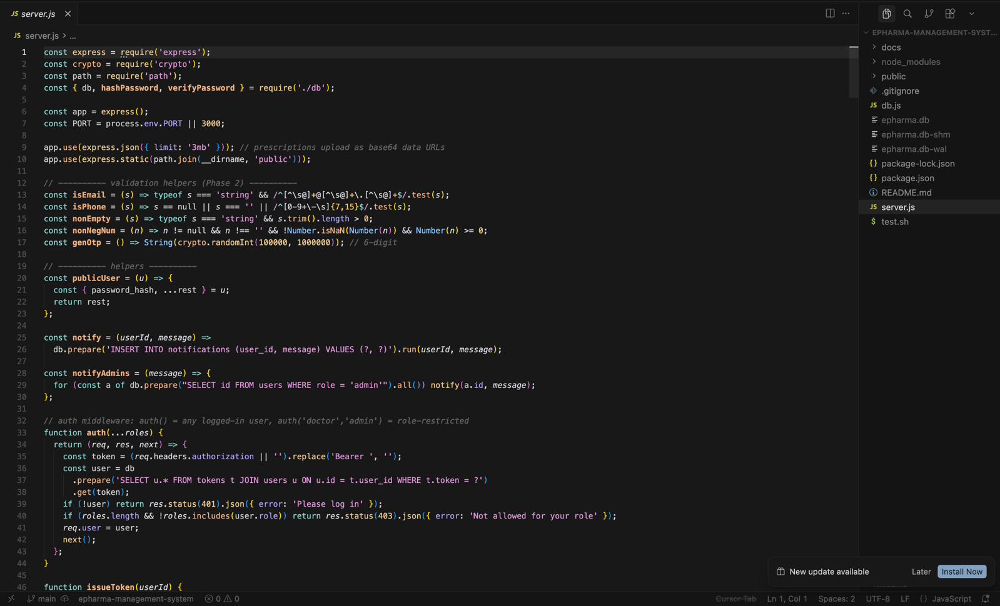 JS server.js
JS server.js > ...
1 const express = require('express');
2 const crypto = require('crypto');
3 const path = require('path');
4 const { db, hashPassword, verifyPassword } = require('./db');
5
6 const app = express();
7 const PORT = process.env.PORT || 3000;
8
9 app.use(express.json({ limit: '3mb' })); // prescriptions upload as base64 data URLs
10 app.use(express.static(path.join(__dirname, 'public')));
11
12 // ---------- validation helpers (Phase 2) ----------
13 const isEmail = (s) => typeof s === 'string' && /^[^\s@]+@[^\s@]+\.[^\s@]+$/.test(s);
14 const isPhone = (s) => s == null || s === '' || /^[0-9+\-\s]{7,15}$/.test(s);
15 const nonEmpty = (s) => typeof s === 'string' && s.trim().length > 0;
16 const nonNegNum = (n) => n != null && n !== '' && !Number.isNaN(Number(n)) && Number(n) >= 0;
17 const genOtp = () => String(crypto.randomInt(100000, 1000000)); // 6-digit
18
19 // ---------- helpers ----------
20 const publicUser = (u) => {
21 const { password_hash, ...rest } = u;
22 return rest;
23 };
24
25 const notify = (userId, message) =>
26 db.prepare('INSERT INTO notifications (user_id, message) VALUES (?, ?)').run(userId, message);
27
28 const notifyAdmins = (message) => {
29 for (const a of db.prepare("SELECT id FROM users WHERE role = 'admin'").all()) notify(a.id, message);
30 };
31
32 // auth middleware: auth() = any logged-in user, auth('doctor','admin') = role-restricted
33 function auth(...roles) {
34 return (req, res, next) => {
35 const token = (req.headers.authorization || '').replace('Bearer ', '');
36 const user = db
37 .prepare('SELECT u.* FROM tokens t JOIN users u ON u.id = t.user_id WHERE t.token = ?')
38 .get(token);
39 if (!user) return res.status(401).json({ error: 'Please log in' });
40 if (roles.length && !roles.includes(user.role)) return res.status(403).json({ error: 'Not allowed for your role' });
41 req.user = user;
42 next();
43 };
44 }
45
46 function issueToken(userId) {
EPHARMA-MANAGEMENT-SYST...
docs
node_modules
public
.gitignore
JS db.js
epharma.db
epharma.db-shm
epharma.db-wal
{} package-lock.json
{} package.json
README.md
JS server.js
$ test.sh
New update available Later Install Now
main epharma-management-system 0 0 Cursor Tab Ln 1, Col 1 Spaces: 2 UTF-8 LF {} JavaScript